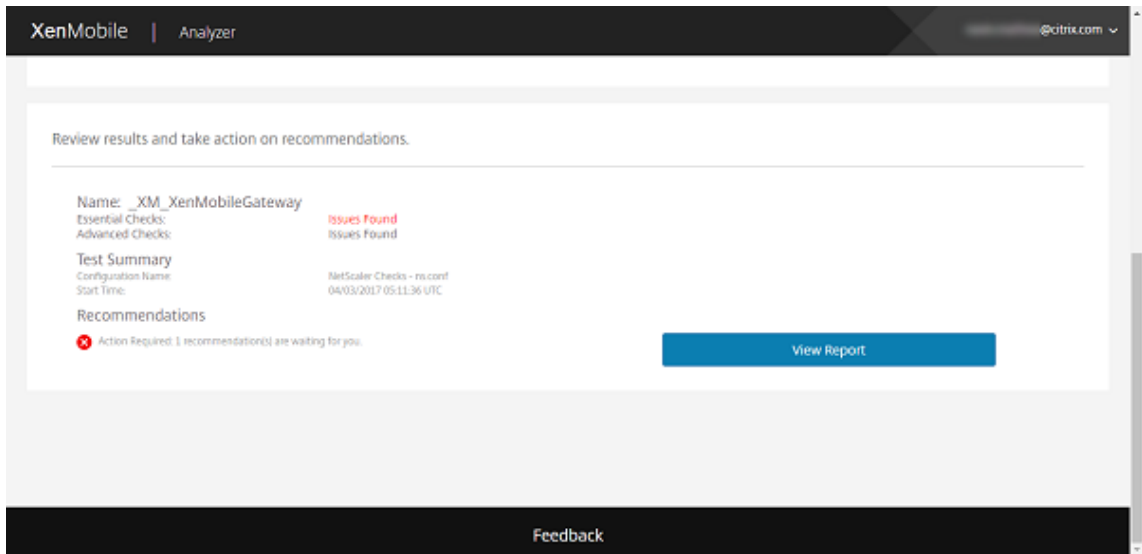 XenMobile | Analyzer
@citrix.com
Review results and take action on recommendations.
Name: _XM_XenMobileGateway
Essential Checks: Issues Found
Advanced Checks: Issues Found
Test Summary
Configuration Name: NetScaler Checks - ns.conf
Start Time: 04/03/2017 05:11:36 UTC
Recommendations
Action Required: 1 recommendation(s) are waiting for you.
View Report
Feedback